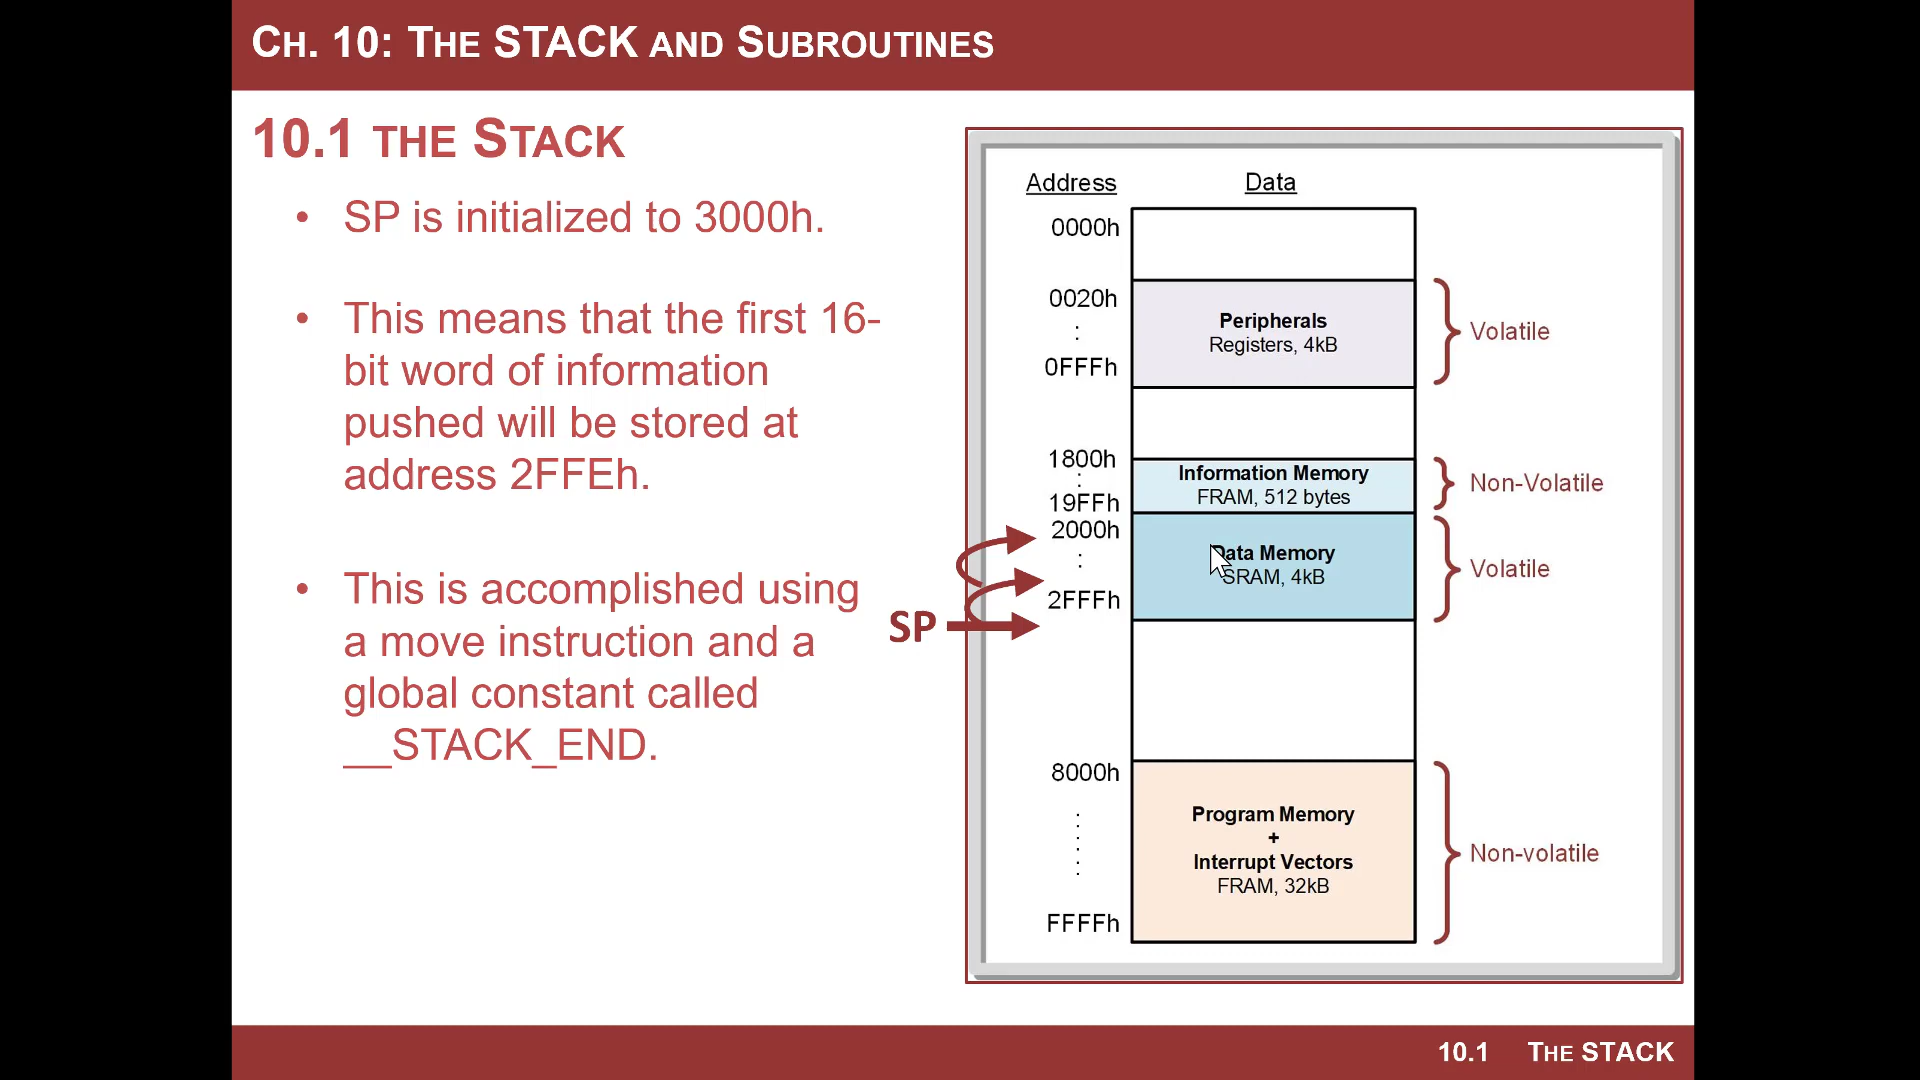 CH. 10: THE STACK AND SUBROUTINES
10.1 THE STACK
• SP is initialized to 3000h.
• This means that the first 16-
bit word of information
pushed will be stored at
address 2FFEh.
• This is accomplished using
a move instruction and a
global constant called
__STACK_END.
Address Data
0000h
0020h
:
0FFFh
Peripherals
Registers, 4kB
Volatile
1800h
:
19FFh
Information Memory
FRAM, 512 bytes
Non-Volatile
2000h
:
2FFFh
Data Memory
SRAM, 4kB
Volatile
SP
8000h
:
:
:
FFFFh
Program Memory
+
Interrupt Vectors
FRAM, 32kB
Non-volatile
10.1 THE STACK